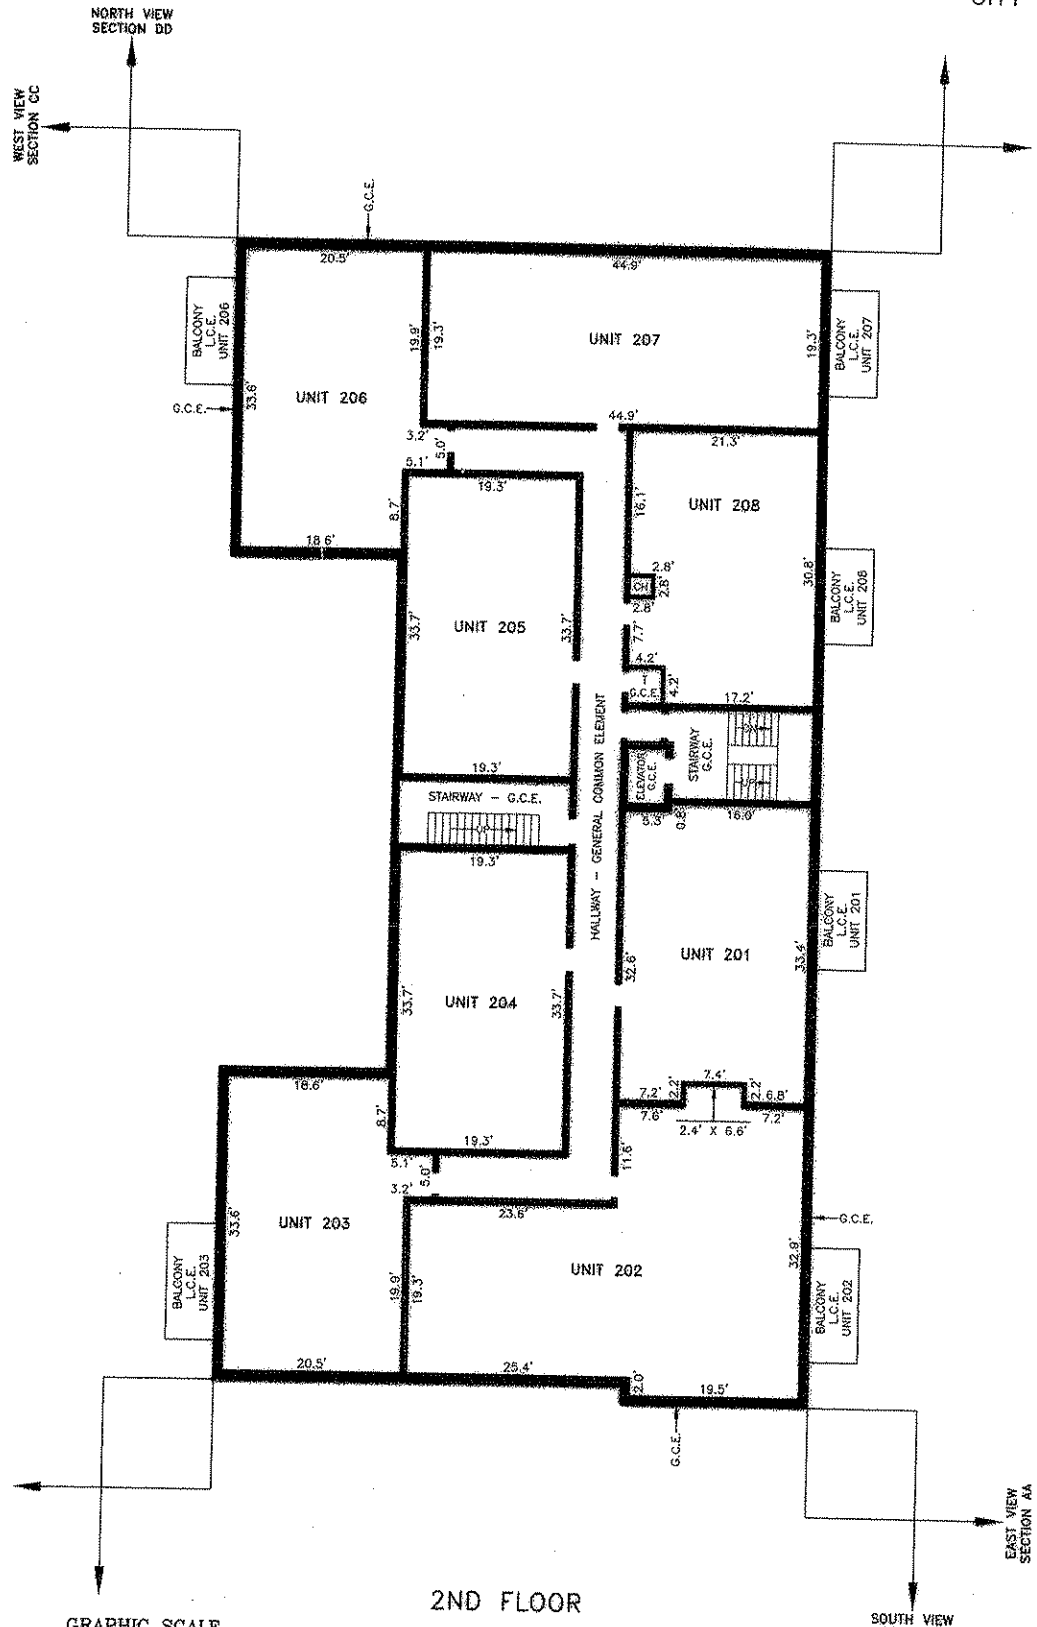 NORTH VIEW
SECTION DD
WEST VIEW
SECTION CC
G.C.E.
20.5'
44.9'
BALCONY
L.C.E.
UNIT 206
19.9'
19.3'
UNIT 207
19.3'
BALCONY
L.C.E.
UNIT 207
33.6'
UNIT 206
G.C.E.
3.2'
5.0'
44.9'
21.3'
5.1'
19.3'
8.7'
16.1'
UNIT 208
18.6'
2.8'
CH
2.8'
2.8'
30.8'
BALCONY
L.C.E.
UNIT 208
33.7'
UNIT 205
33.7'
7.7'
4.2'
T
G.C.E.
4.2'
17.2'
HALLWAY - GENERAL COMMON ELEMENT
STAIRWAY
G.C.E.
ELEVATOR
G.C.E.
UP
19.3'
STAIRWAY - G.C.E.
UP
5.3'
0.8'
16.0'
19.3'
BALCONY
L.C.E.
UNIT 201
33.7'
UNIT 204
33.7'
32.6'
UNIT 201
33.4'
18.6'
7.4'
7.2'
2.2'
2.2'
6.8'
7.6'
2.4' X 6.6'
7.2'
8.7'
19.3'
5.1'
5.0'
11.6'
3.2'
23.6'
33.6'
UNIT 203
G.C.E.
BALCONY
L.C.E.
UNIT 203
19.9'
19.3'
UNIT 202
32.9'
BALCONY
L.C.E.
UNIT 202
20.5'
25.4'
2.0'
19.5'
G.C.E.
EAST VIEW
SECTION AA
2ND FLOOR
GRAPHIC SCALE
SOUTH VIEW